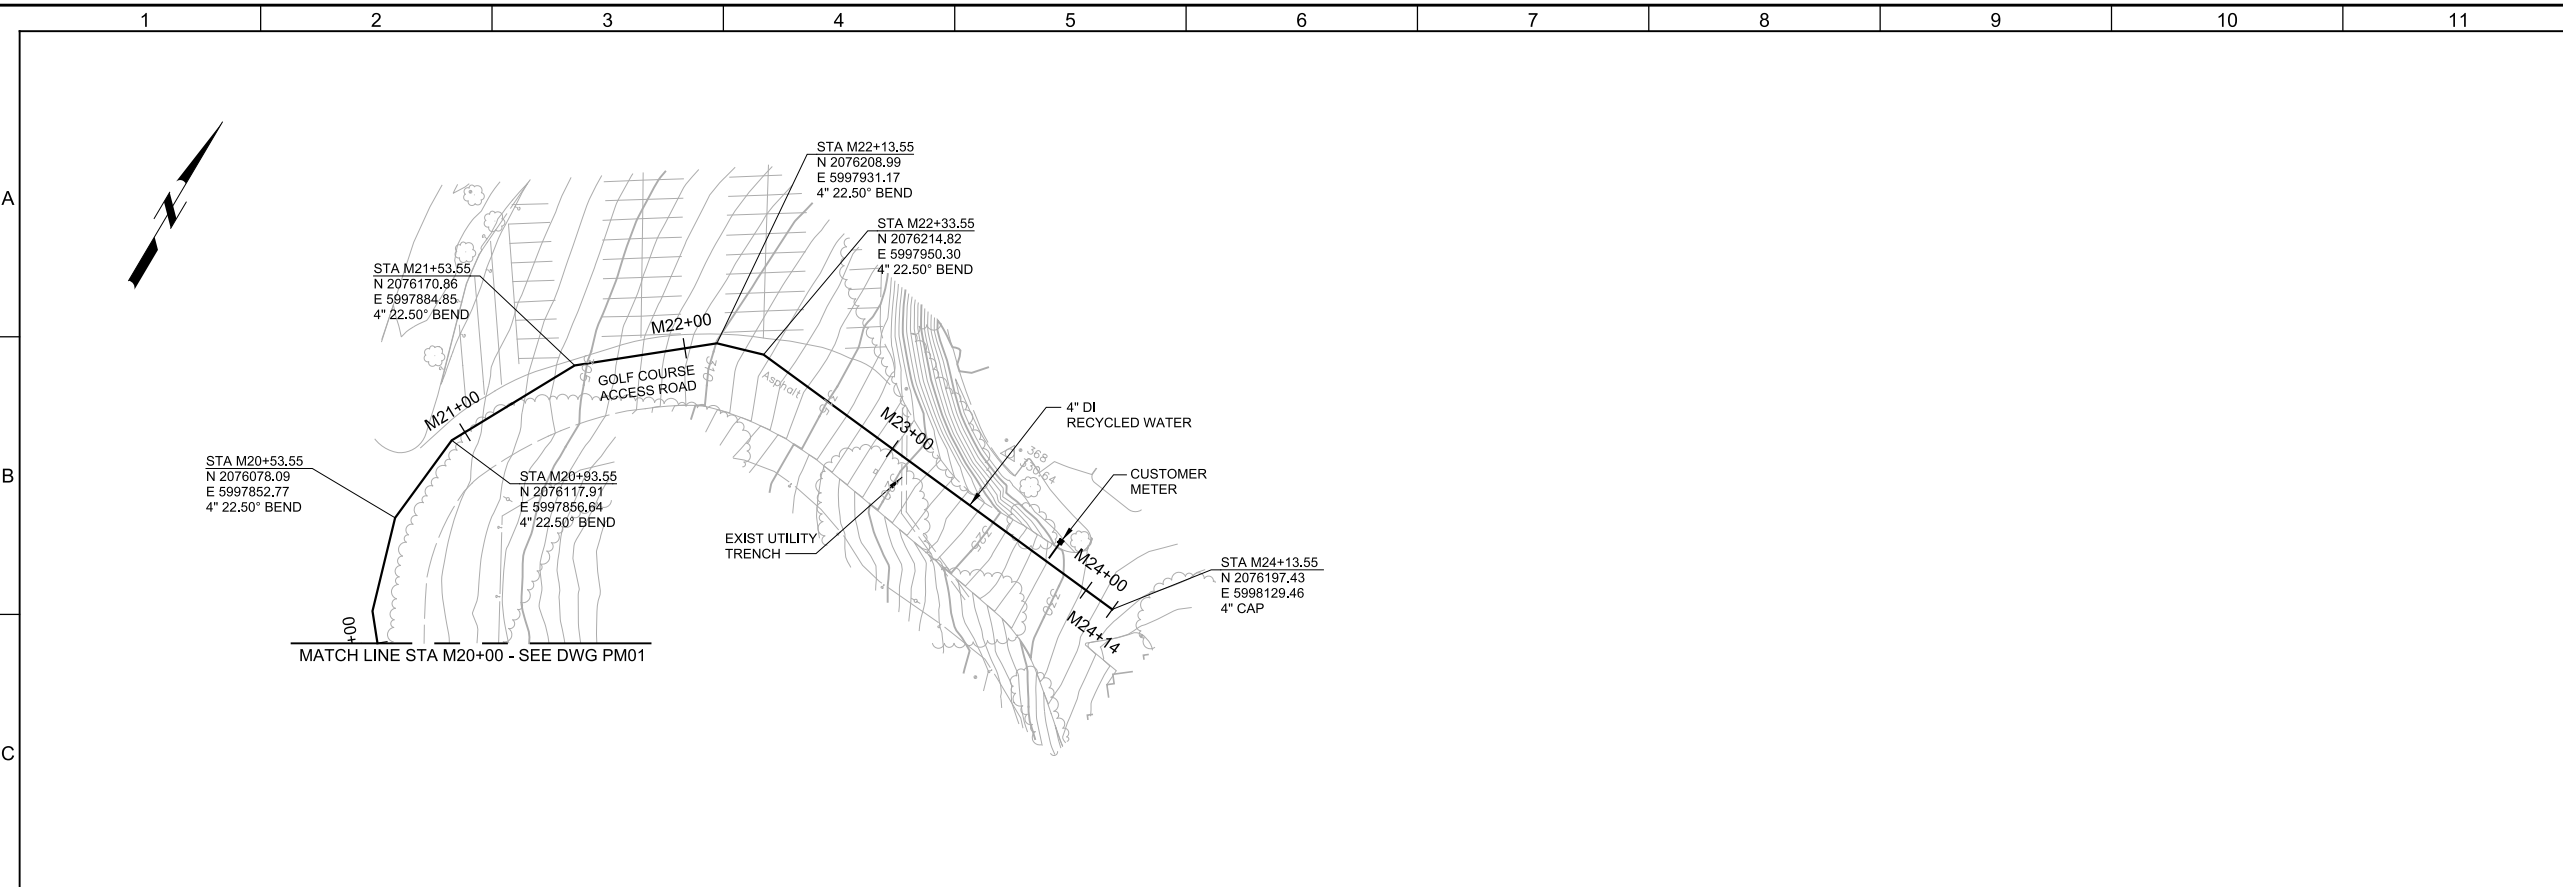 1 2 3 4 5 6 7 8 9 10 11
A
B
C
STA M22+13.55
N 2076208.99
E 5997931.17
4" 22.50° BEND
STA M22+33.55
N 2076214.82
E 5997950.30
4" 22.50° BEND
STA M21+53.55
N 2076170.86
E 5997884.85
4" 22.50° BEND
M22+00
GOLF COURSE
ACCESS ROAD
310
Asphalt
M21+00
M23+00
4" DI
RECYCLED WATER
368
336.64
STA M20+53.55
N 2076078.09
E 5997852.77
4" 22.50° BEND
STA M20+93.55
N 2076117.91
E 5997856.64
4" 22.50° BEND
CUSTOMER
METER
EXIST UTILITY
TRENCH
325
M24+00
STA M24+13.55
N 2076197.43
E 5998129.46
4" CAP
330
M24+14
+00
MATCH LINE STA M20+00 - SEE DWG PM01